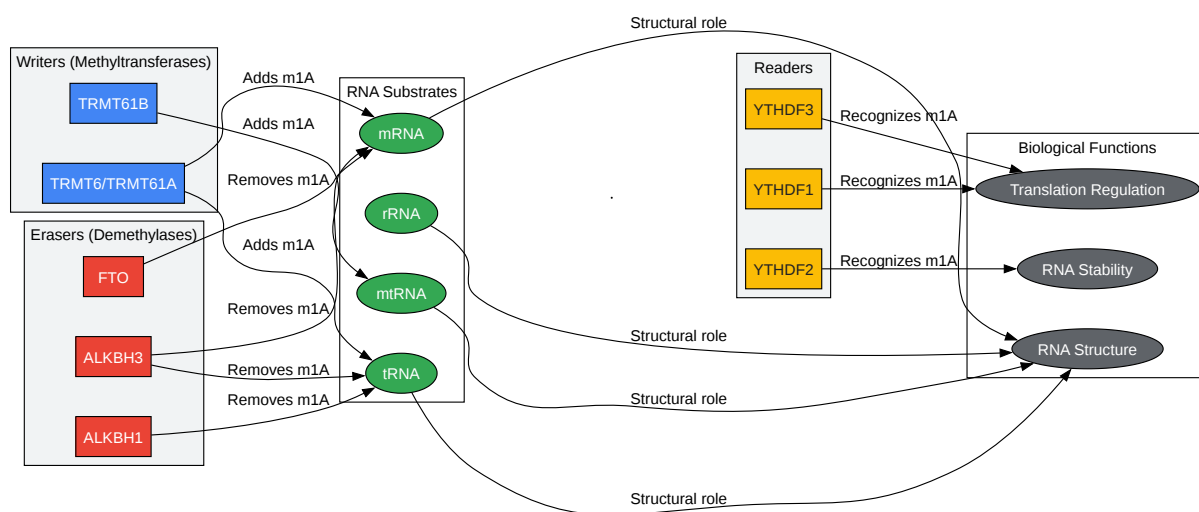 Writers (Methyltransferases)
TRMT61B
TRMT6/TRMT61A
Erasers (Demethylases)
FTO
ALKBH3
ALKBH1
Adds m1A
Adds m1A
Removes m1A
Adds m1A
Removes m1A
Removes m1A
Removes m1A
RNA Substrates
mRNA
rRNA
mtRNA
tRNA
Structural role
Structural role
Structural role
Structural role
Readers
YTHDF3
YTHDF1
YTHDF2
Recognizes m1A
Recognizes m1A
Recognizes m1A
Biological Functions
Translation Regulation
RNA Stability
RNA Structure